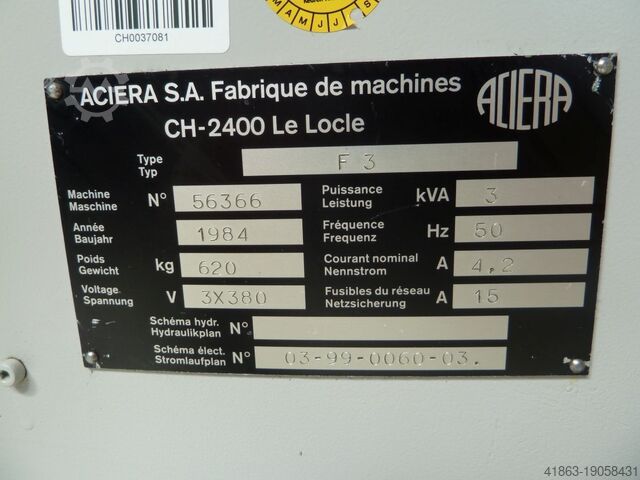 CH0037081
M A M J J S
ACIERA S.A. Fabrique de machines
CH-2400 Le Locle
ACIERA
Type
Typ
F 3
Machine
Maschine
N° 56366
Puissance
Leistung
kVA 3
Année
Baujahr
1984
Fréquence
Frequenz
Hz 50
Poids
Gewicht
kg 620
Courant nominal
Nennstrom
A 4,2
Voltage
Spannung
V 3X380
Fusibles du réseau
Netzsicherung
A 15
Schéma hydr.
Hydraulikplan
N°
Schéma élect.
Stromlaufplan
N° 03-99-0060-03.
41863-19058431